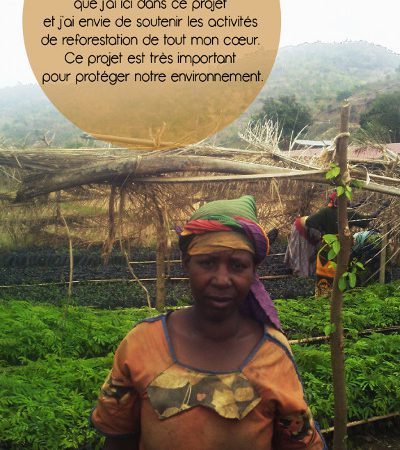 que j'ai ici dans ce projet
et j'ai envie de soutenir les activités
de reforestation de tout mon cœur.
Ce projet est très important
pour protéger notre environnement.